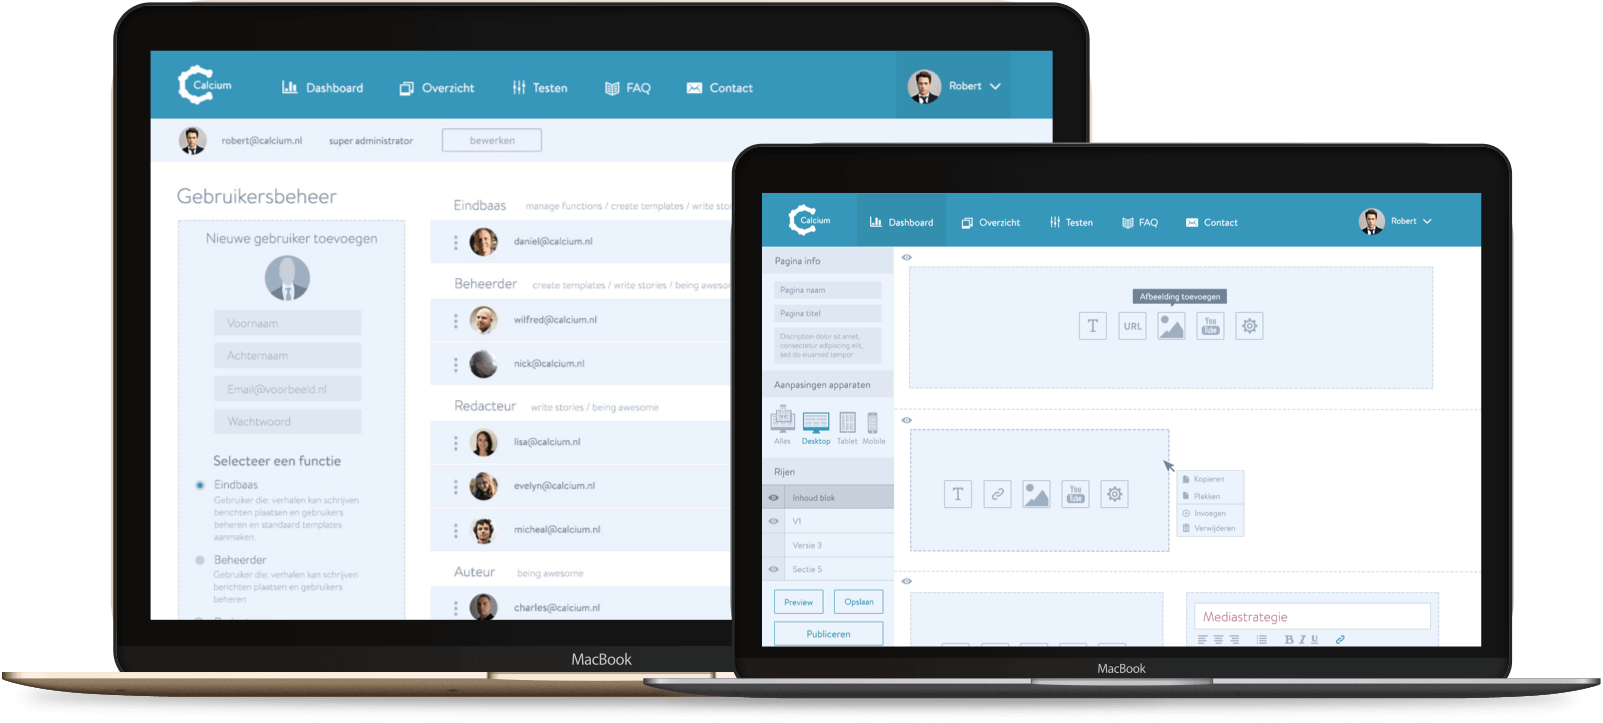 Calcium
Dashboard
Overzicht
Testen
FAQ
Contact
Robert
robert@calcium.nl
super administrator
bewerken
Gebruikersbeheer
Nieuwe gebruiker toevoegen
Voornaam
Achternaam
Email@voorbeeld.nl
Wachtwoord
Selecteer een functie
Eindbaas
Gebruiker die: verhalen kan schrijven
berichten plaatsen en gebruikers
beheren en standaard templates
aanmaken.
Beheerder
Gebruiker die: verhalen kan schrijven
berichten plaatsen en gebruikers
beheren
Eindbaas manage functions / create templates / write stor
daniel@calcium.nl
Beheerder create templates / write stories / being aweso
wilfred@calcium.nl
nick@calcium.nl
Redacteur write stories / being awesome
lisa@calcium.nl
evelyn@calcium.nl
micheal@calcium.nl
Auteur being awesome
charles@calcium.nl
MacBook
Calcium
Dashboard
Overzicht
Testen
FAQ
Contact
Robert
Pagina info
Pagina naam
Pagina titel
Discription dolor sit amet,
consectetur adipiscing elit,
sed do eiusmod tempor
Aanpasingen apparaten
Alles
Desktop
Tablet
Mobile
Rijen
Inhoud blok
V1
Versie 3
Sectie 5
Preview
Opslaan
Publiceren
Afbeelding toevoegen
T
URL
You
Tube
T
You
Tube
Kopieren
Plakken
Invoegen
Verwijderen
Mediastrategie
B I U
MacBook